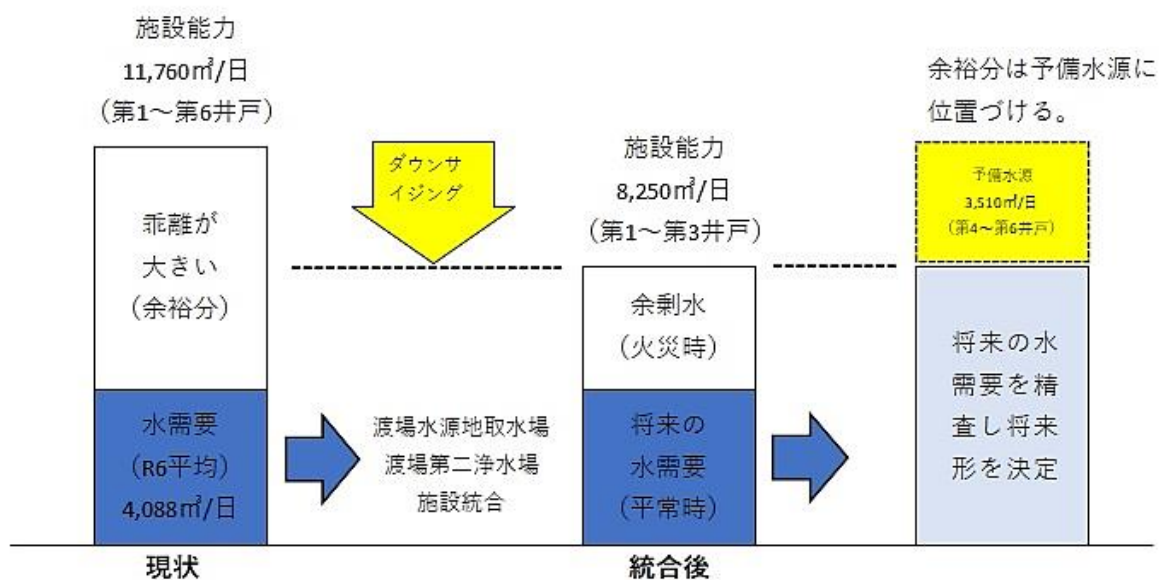 施設能力
11,760㎥/日
（第1～第6井戸）
乖離が
大きい
（余裕分）
水需要
（R6平均）
4,088㎥/日
現状
ダウンサ
イジング
渡場水源地取水場
渡場第二浄水場
施設統合
施設能力
8,250㎥/日
（第1～第3井戸）
余剰水
（火災時）
将来の
水需要
（平常時）
統合後
余裕分は予備水源に
位置づける。
予備水源
3,510㎥/日
（第4～第6井戸）
将来の水
需要を精
査し将来
形を決定